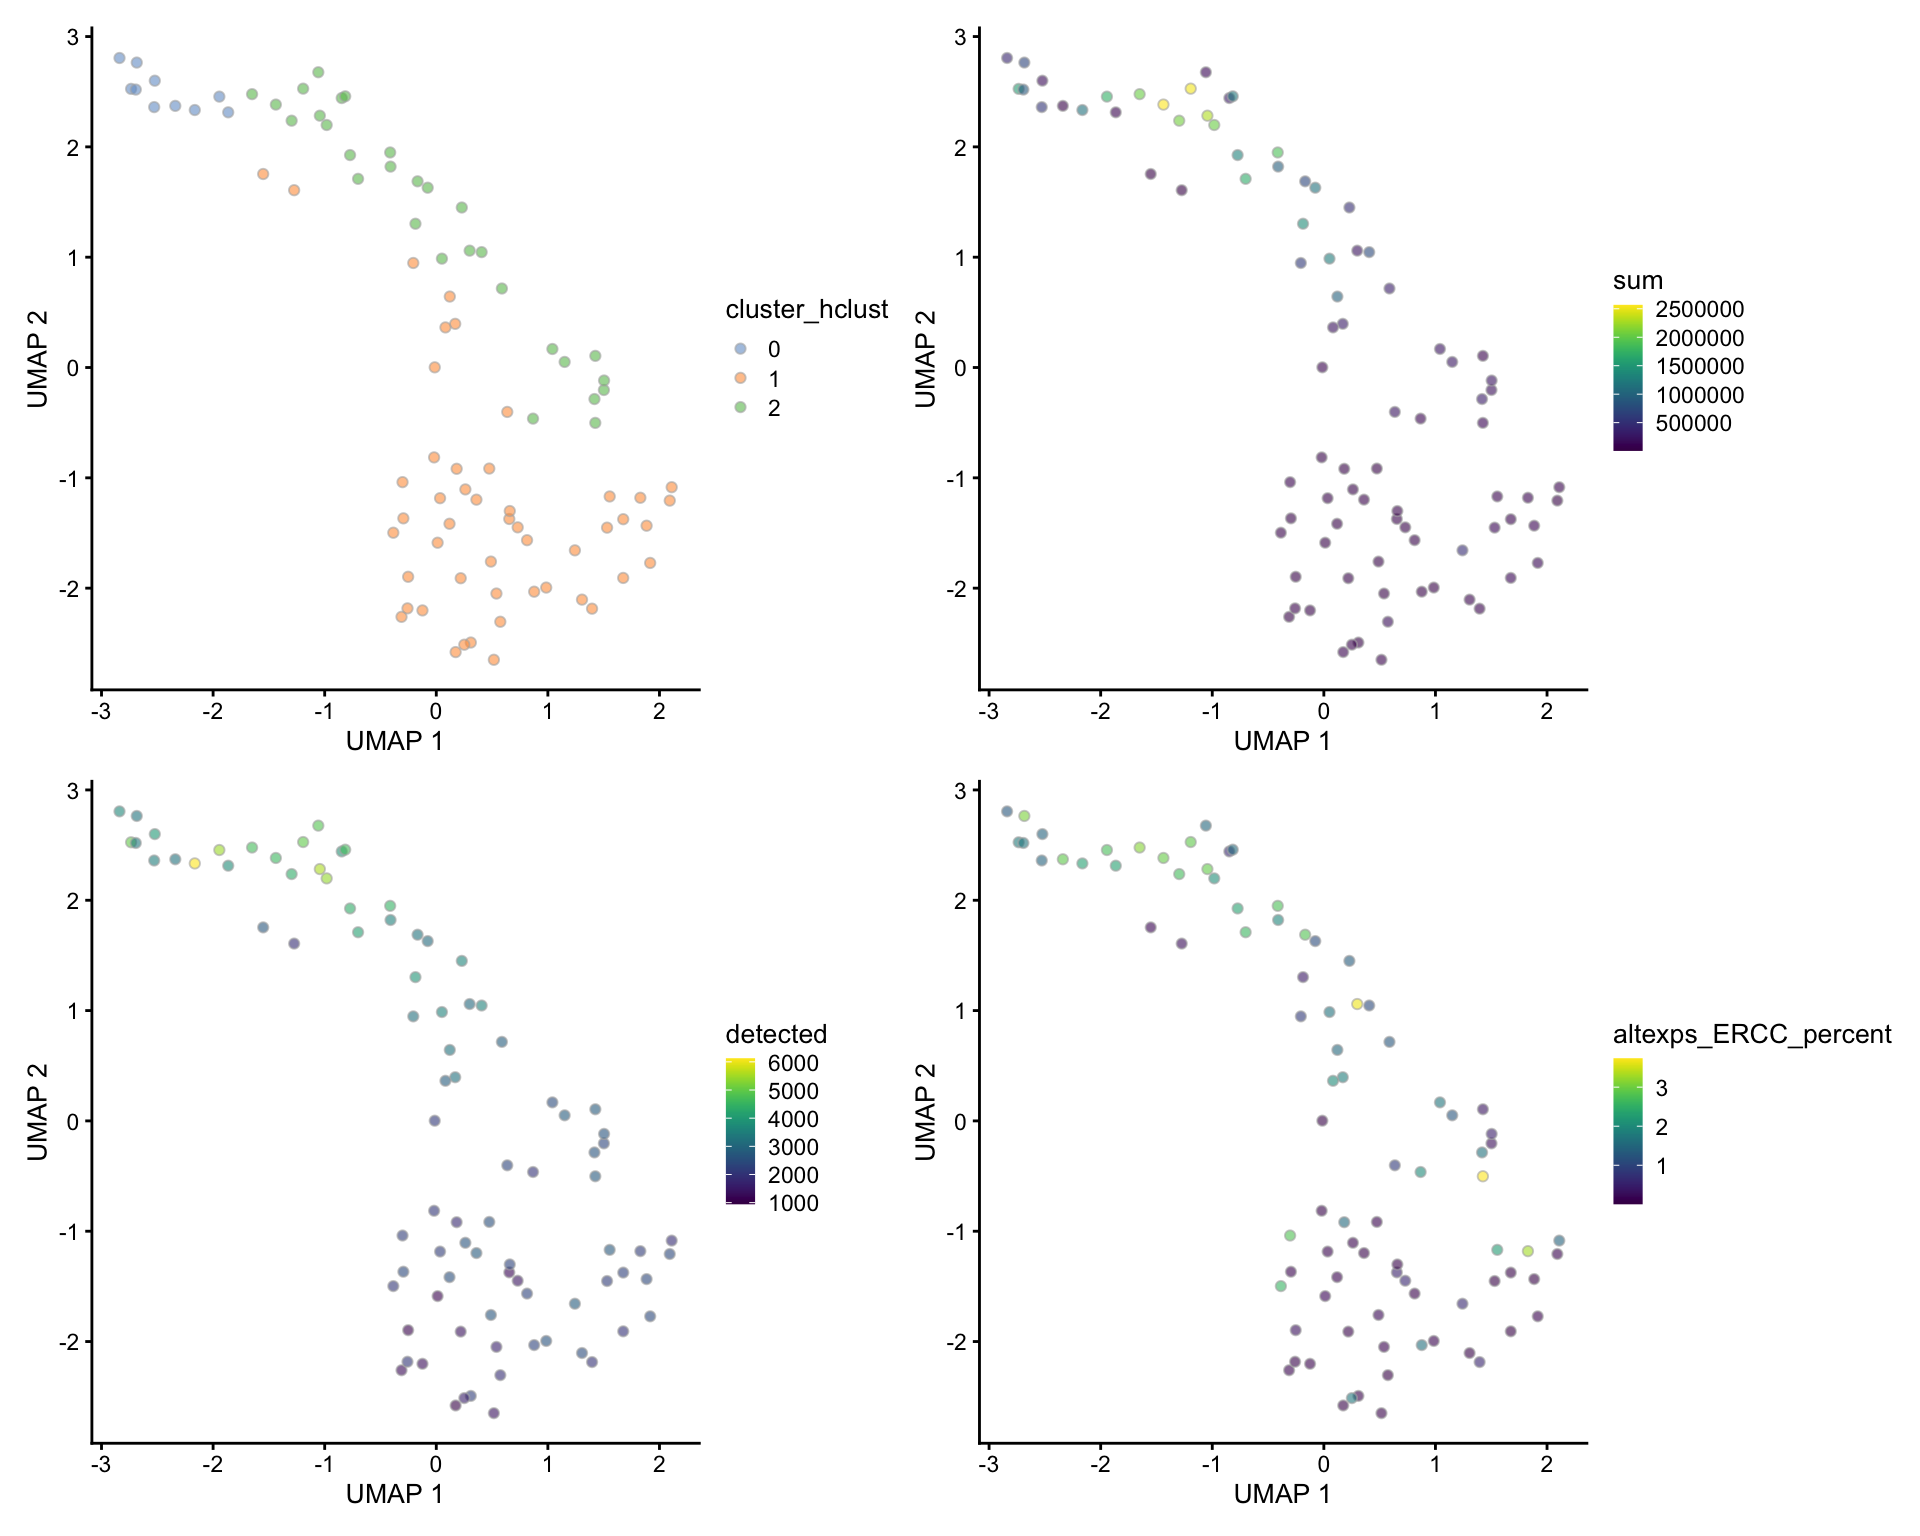 3
2
1
0
-1
-2
-3 -2 -1 0 1 2
UMAP 1
UMAP 2
cluster_hclust
0
1
2
3
2
1
0
-1
-2
-3 -2 -1 0 1 2
UMAP 1
UMAP 2
sum
2500000
2000000
1500000
1000000
500000
3
2
1
0
-1
-2
-3 -2 -1 0 1 2
UMAP 1
UMAP 2
detected
6000
5000
4000
3000
2000
1000
3
2
1
0
-1
-2
-3 -2 -1 0 1 2
UMAP 1
UMAP 2
altexps_ERCC_percent
3
2
1